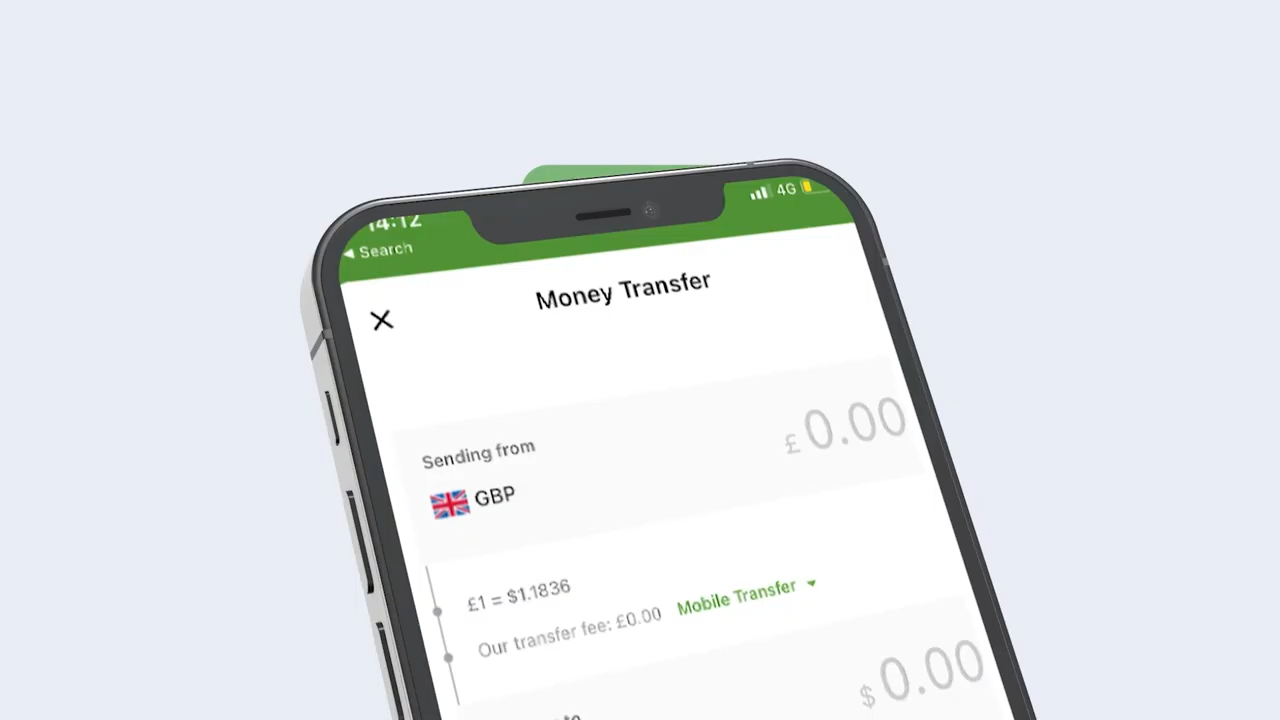 14:12
4G
◀ Search
Money Transfer
Sending from
£ 0.00
GBP
£1 = $1.1836
Our transfer fee: £0.00 Mobile Transfer
$ 0.00